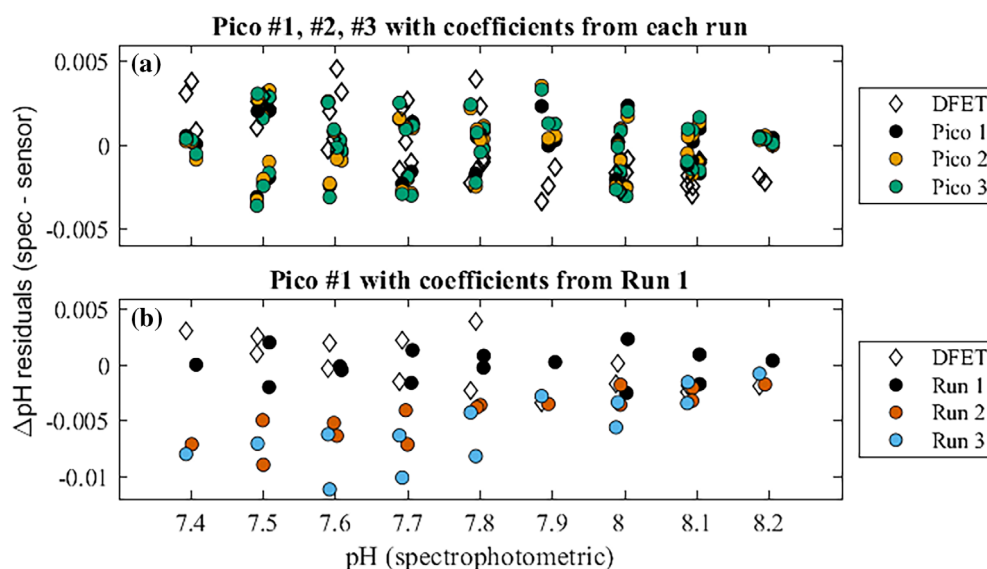 Pico #1, #2, #3 with coefficients from each run
(a)
0.005
0
-0.005
DFET
Pico 1
Pico 2
Pico 3
ΔpH residuals (spec - sensor)
Pico #1 with coefficients from Run 1
(b)
0.005
0
-0.005
-0.01
DFET
Run 1
Run 2
Run 3
7.4 7.5 7.6 7.7 7.8 7.9 8 8.1 8.2
pH (spectrophotometric)